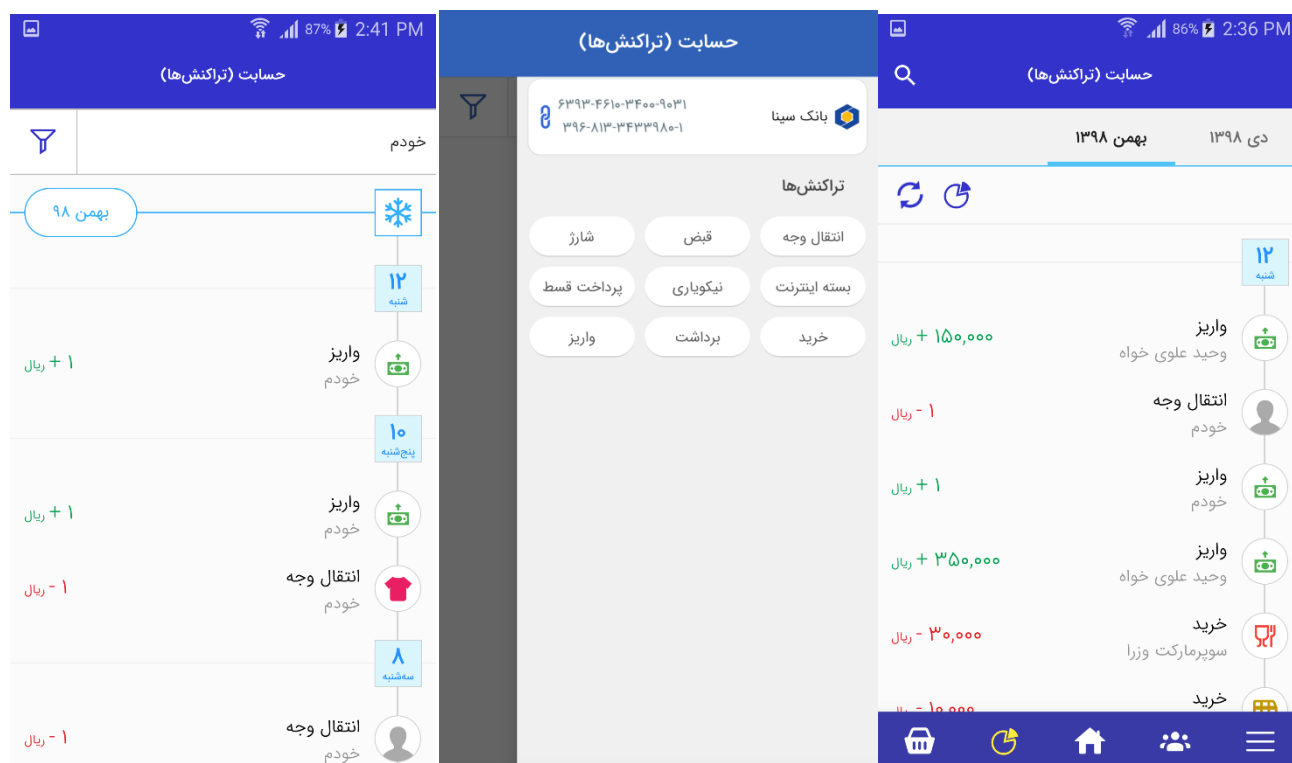 87% 2:41 PM
حسابت (تراکنش‌ها)
خودم
بهمن ۹۸
۱۲
شنبه
واریز
خودم
۱ + ریال
۱۰
پنج‌شنبه
واریز
خودم
۱ + ریال
انتقال وجه
خودم
۱ - ریال
۸
سه‌شنبه
انتقال وجه
خودم
۱ - ریال
حسابت (تراکنش‌ها)
بانک سینا
۶۳۹۳-۴۶۱۰-۳۴۰۰-۹۰۳۱
۳۹۶-۸۱۳-۳۴۳۳۹۸۰-۱
تراکنش‌ها
انتقال وجه
قبض
شارژ
بسته اینترنت
نیکویاری
پرداخت قسط
خرید
برداشت
واریز
86% 2:36 PM
حسابت (تراکنش‌ها)
دی ۱۳۹۸
بهمن ۱۳۹۸
۱۲
شنبه
واریز
وحید علوی خواه
۱۵۰,۰۰۰ + ریال
انتقال وجه
خودم
۱ - ریال
واریز
خودم
۱ + ریال
واریز
وحید علوی خواه
۳۵۰,۰۰۰ + ریال
خرید
سوپرمارکت وزرا
۳۰,۰۰۰ - ریال
خرید
۱۰,۰۰۰ - ریال